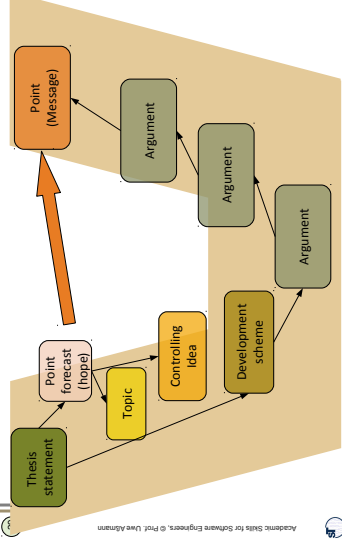 Thesis
statement
Point
forecast
(hope)
Topic
Controlling
Idea
Development
scheme
Argument
Argument
Argument
Point
(Message)
Academic Skills for Software Engineers, © Prof. Uwe Aßmann